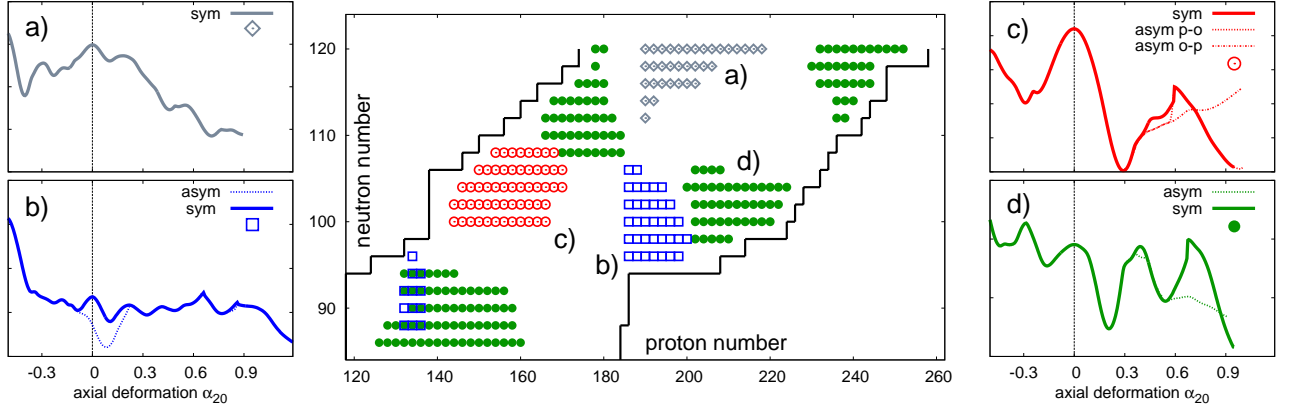 a)
sym
b)
asym
sym
-0.3 0 0.3 0.6 0.9
axial deformation α20
neutron number
120
110
100
90
a)
d)
c)
b)
proton number
120 140 160 180 200 220 240 260
c)
sym
asym p-o
asym o-p
d)
asym
sym
-0.3 0 0.3 0.6 0.9
axial deformation α20